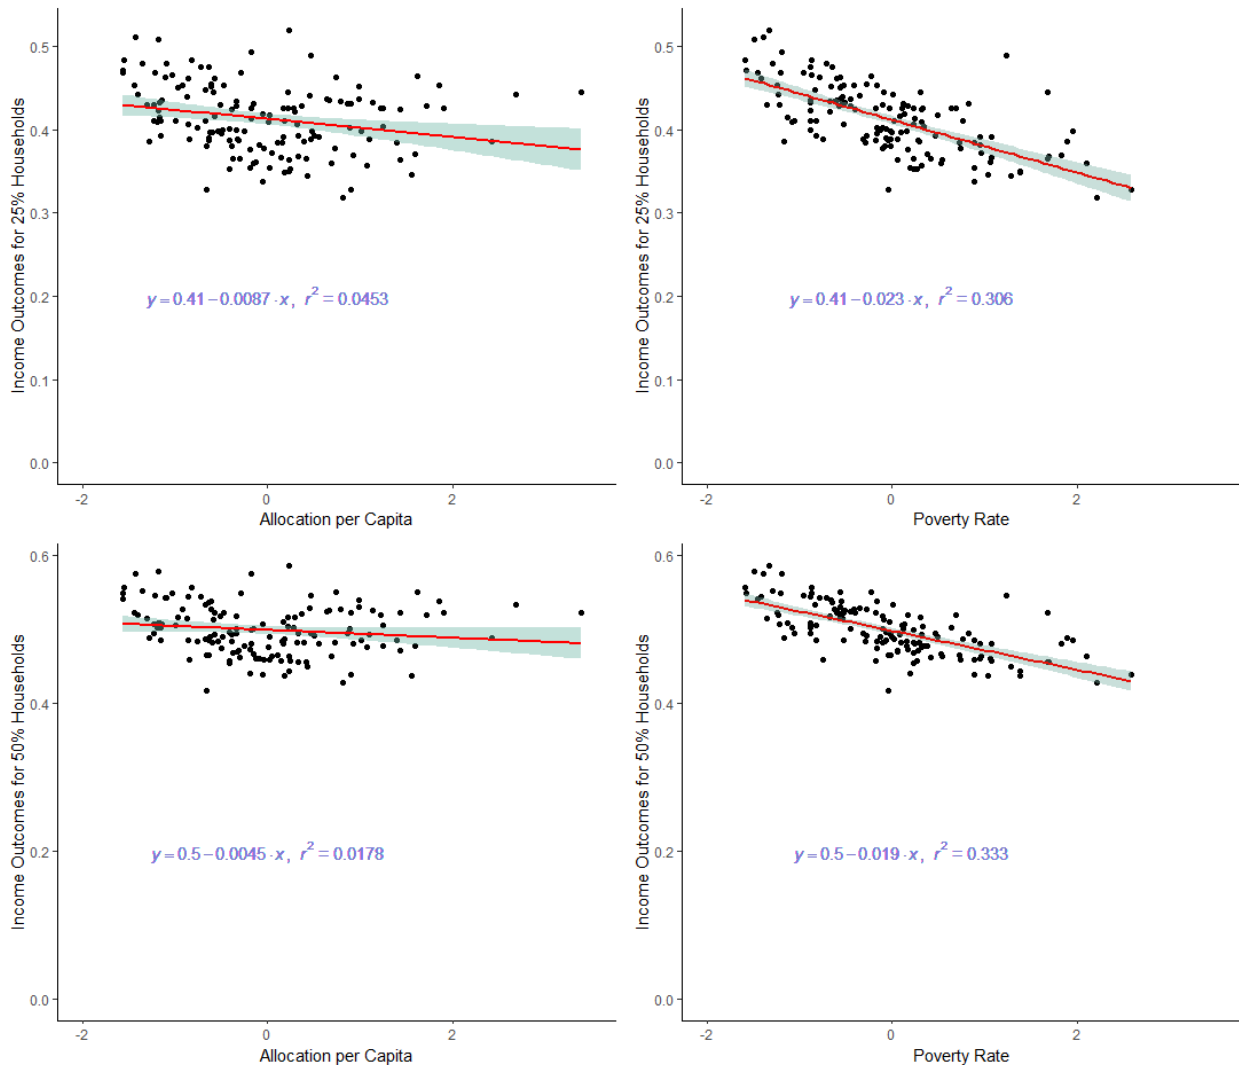 Income Outcomes for 25% Households
0.5
0.4
0.3
0.2
0.1
0.0
y = 0.41 − 0.0087 · x, r² = 0.0453
-2 0 2
Allocation per Capita
Income Outcomes for 25% Households
0.5
0.4
0.3
0.2
0.1
0.0
y = 0.41 − 0.023 · x, r² = 0.306
-2 0 2
Poverty Rate
Income Outcomes for 50% Households
0.6
0.4
0.2
0.0
y = 0.5 − 0.0045 · x, r² = 0.0178
-2 0 2
Allocation per Capita
Income Outcomes for 50% Households
0.6
0.4
0.2
0.0
y = 0.5 − 0.019 · x, r² = 0.333
-2 0 2
Poverty Rate